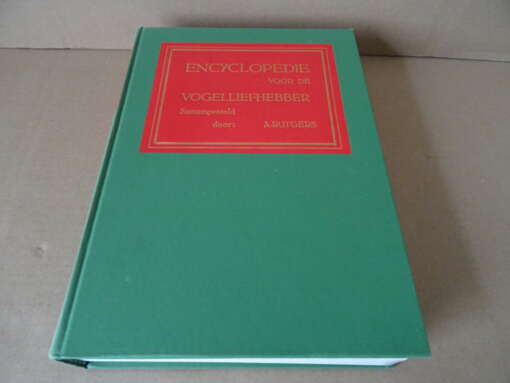 ENCYCLOPEDIE
VOOR DE
VOGELLIEFHEBBER
Samengesteld
door: A. RUTGERS